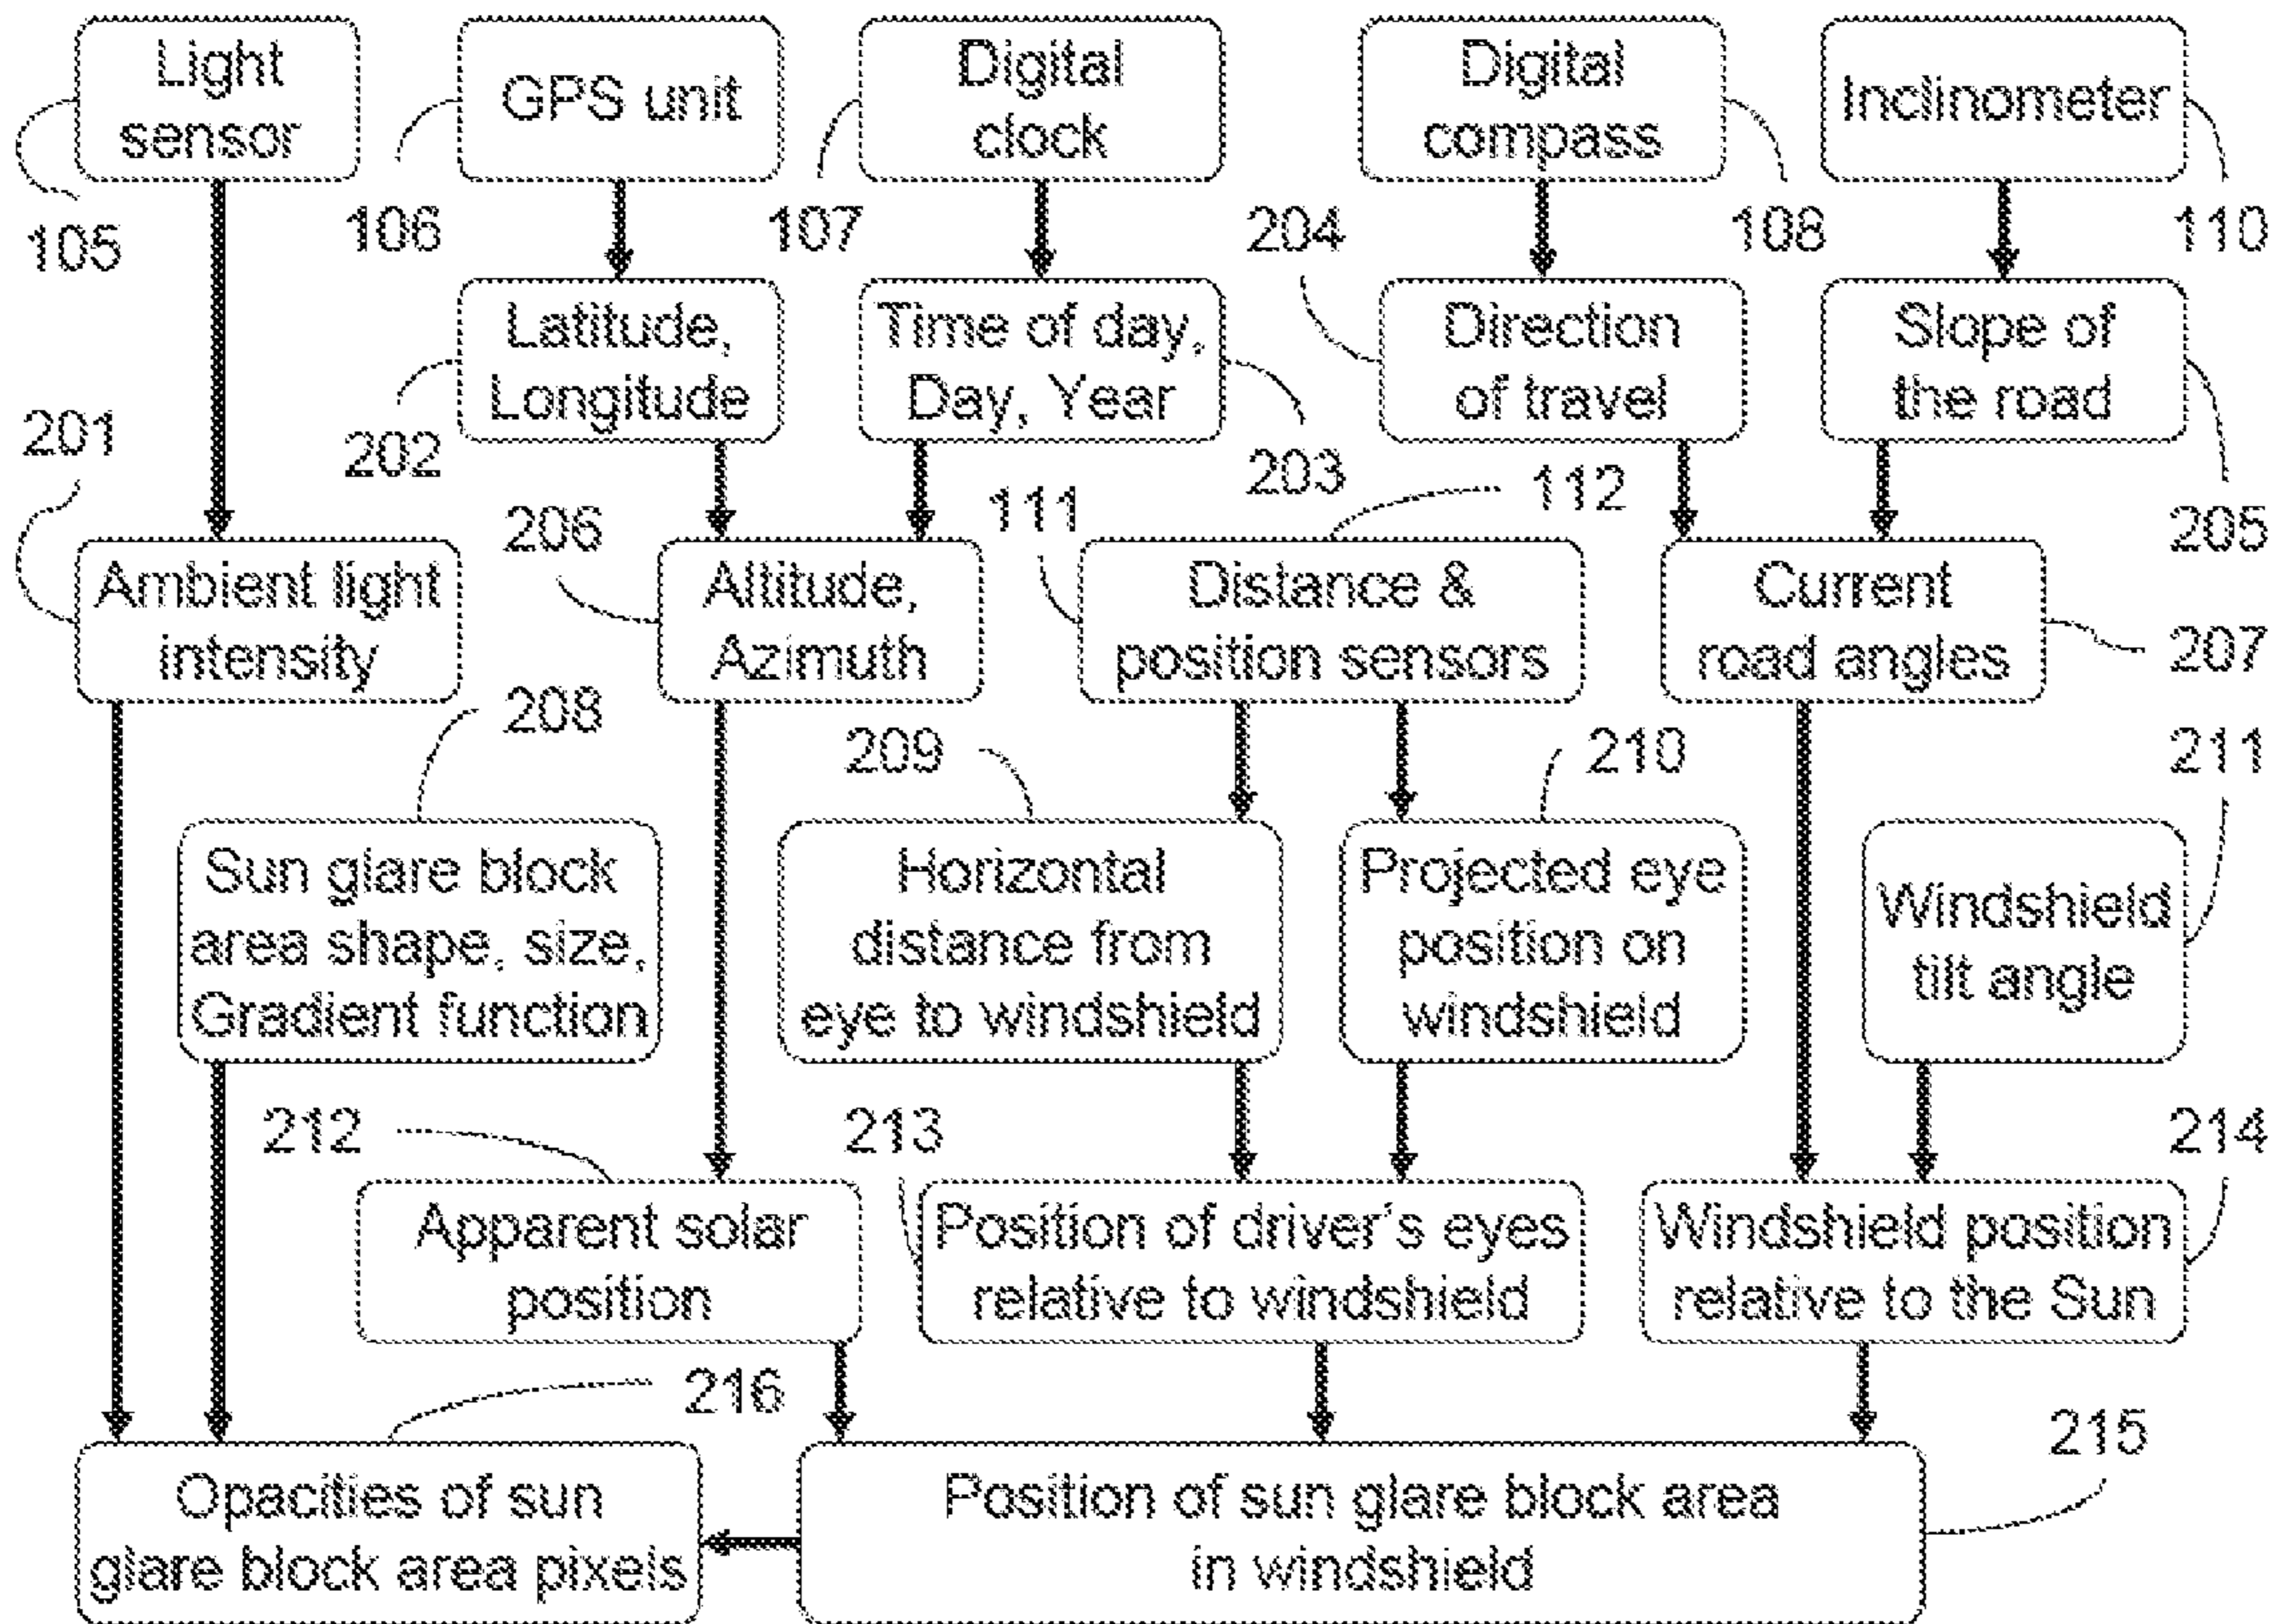 Light
sensor
GPS unit
Digital
clock
Digital
compass
Inclinometer
105
106
107
204
108
110
Latitude,
Longitude
Time of day,
Day, Year
Direction
of travel
Slope of
the road
201
202
203
111
112
205
206
Ambient light
intensity
Altitude,
Azimuth
Distance &
position sensors
Current
road angles
207
208
209
210
211
Sun glare block
area shape, size,
Gradient function
Horizontal
distance from
eye to windshield
Projected eye
position on
windshield
Windshield
tilt angle
212
213
214
Apparent solar
position
Position of driver's eyes
relative to windshield
Windshield position
relative to the Sun
216
215
Opacities of sun
glare block area pixels
Position of sun glare block area
in windshield